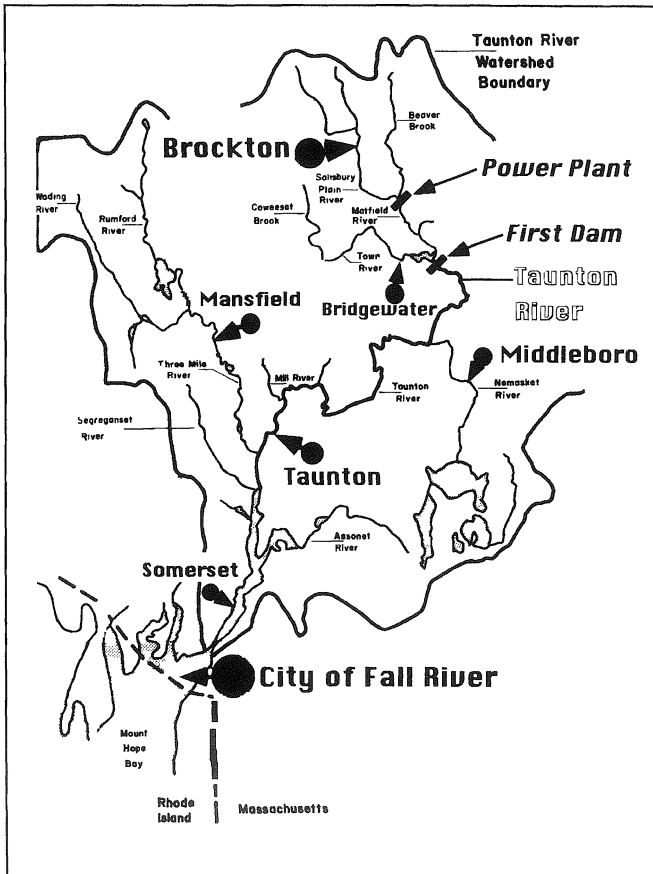 Taunton River
Watershed
Boundary
Beaver
Brook
Brockton
Salsbury
Plain
River
Power Plant
Wading
River
Rumford
River
Coweeset
Brook
Matfield
River
First Dam
Town
River
Taunton
River
Bridgewater
Mansfield
Middleboro
Three Mile
River
Mill River
Taunton
River
Nemasket
River
Segreganset
River
Taunton
Assonet
River
Somerset
City of Fall River
Mount
Hope
Bay
Rhode
Island
Massachusetts